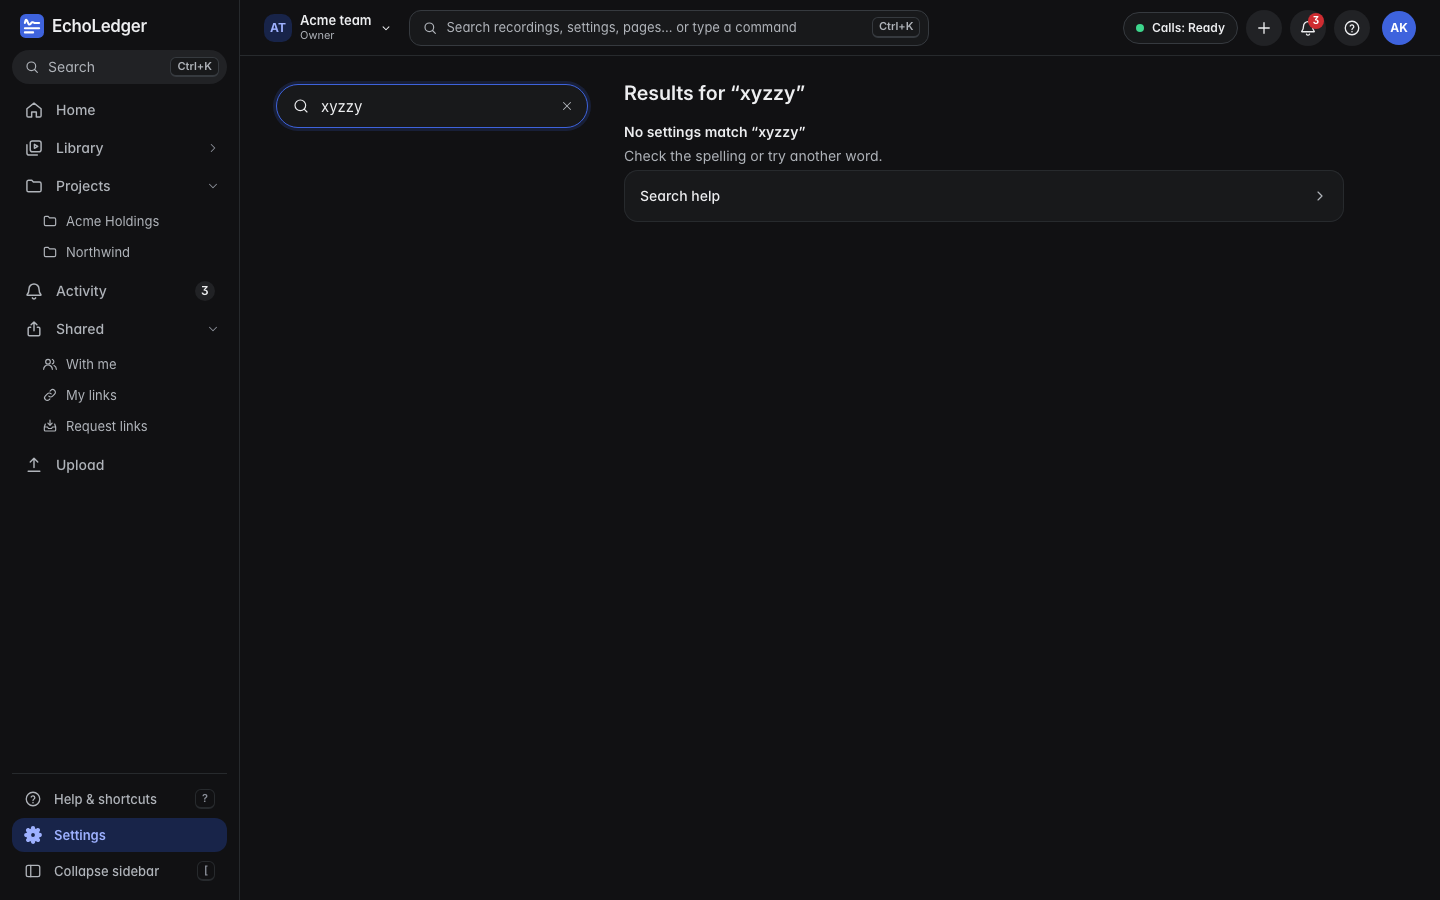 EchoLedger
Search Ctrl+K
Home
Library
Projects
Acme Holdings
Northwind
Activity 3
Shared
With me
My links
Request links
Upload
Help & shortcuts ?
Settings
Collapse sidebar [
AT Acme team
Owner
Search recordings, settings, pages... or type a command Ctrl+K
Calls: Ready
3
AK
xyzzy
Results for “xyzzy”
No settings match “xyzzy”
Check the spelling or try another word.
Search help